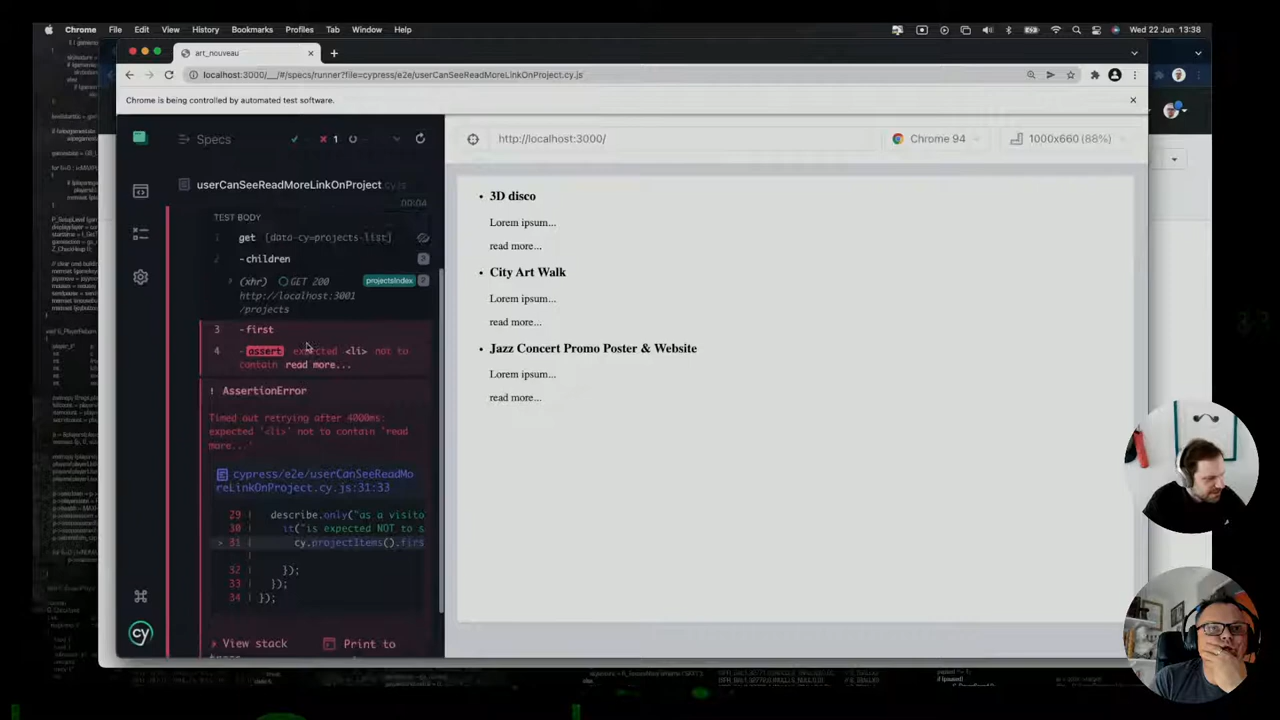 Chrome File Edit View History Bookmarks Profiles Tab Window Help Wed 22 Jun 13:38
art_nouveau
localhost:3000/__/#/specs/runner?file=cypress/e2e/userCanSeeReadMoreLinkOnProject.cy.js
Chrome is being controlled by automated test software.
Specs 1
http://localhost:3000/ Chrome 94 1000x660 (88%)
userCanSeeReadMoreLinkOnProject cy.js
00:04
TEST BODY
1 get [data-cy=projects-list]
2 -children 3
(xhr) GET 200 projectsIndex 2
http://localhost:3001
/projects
3 -first
4 -assert expected <li> not to
contain read more...
! AssertionError
Timed out retrying after 4000ms:
expected '<li>' not to contain 'read
more...'
cypress/e2e/userCanSeeReadMo
reLinkOnProject.cy.js:31:33
29 | describe.only("as a visito
30 | it("is expected NOT to s
> 31 | cy.projectItems().firs
|
32 | });
33 | });
34 | });
View stack Print to
cy
• 3D disco
Lorem ipsum...
read more...
• City Art Walk
Lorem ipsum...
read more...
• Jazz Concert Promo Poster & Website
Lorem ipsum...
read more...